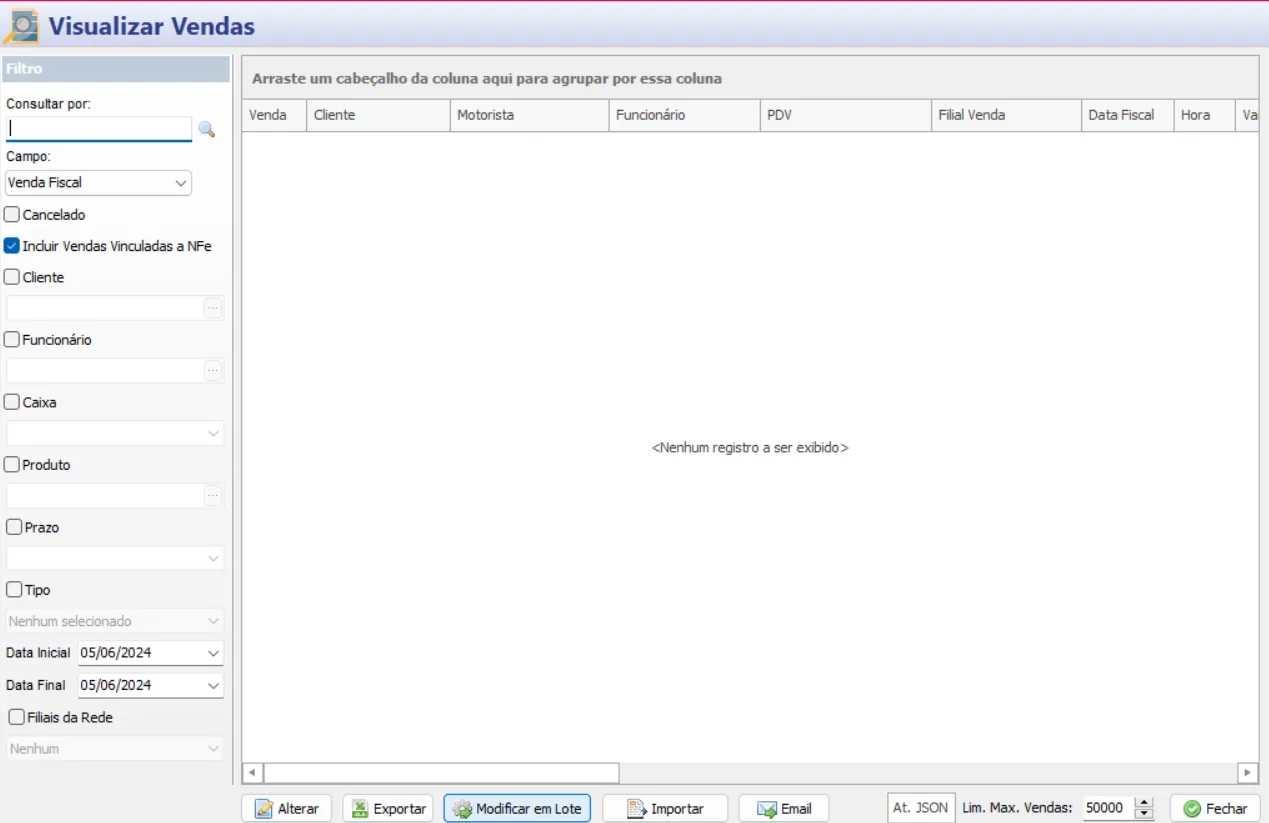 Visualizar Vendas
Filtro
Consultar por:
Campo:
Venda Fiscal
Cancelado
Incluir Vendas Vinculadas a NFe
Cliente
Funcionário
Caixa
Produto
Prazo
Tipo
Nenhum selecionado
Data Inicial 05/06/2024
Data Final 05/06/2024
Filiais da Rede
Nenhum
Arraste um cabeçalho da coluna aqui para agrupar por essa coluna
Venda Cliente Motorista Funcionário PDV Filial Venda Data Fiscal Hora Va
<Nenhum registro a ser exibido>
Alterar Exportar Modificar em Lote Importar Email At. JSON Lim. Max. Vendas: 50000 Fechar